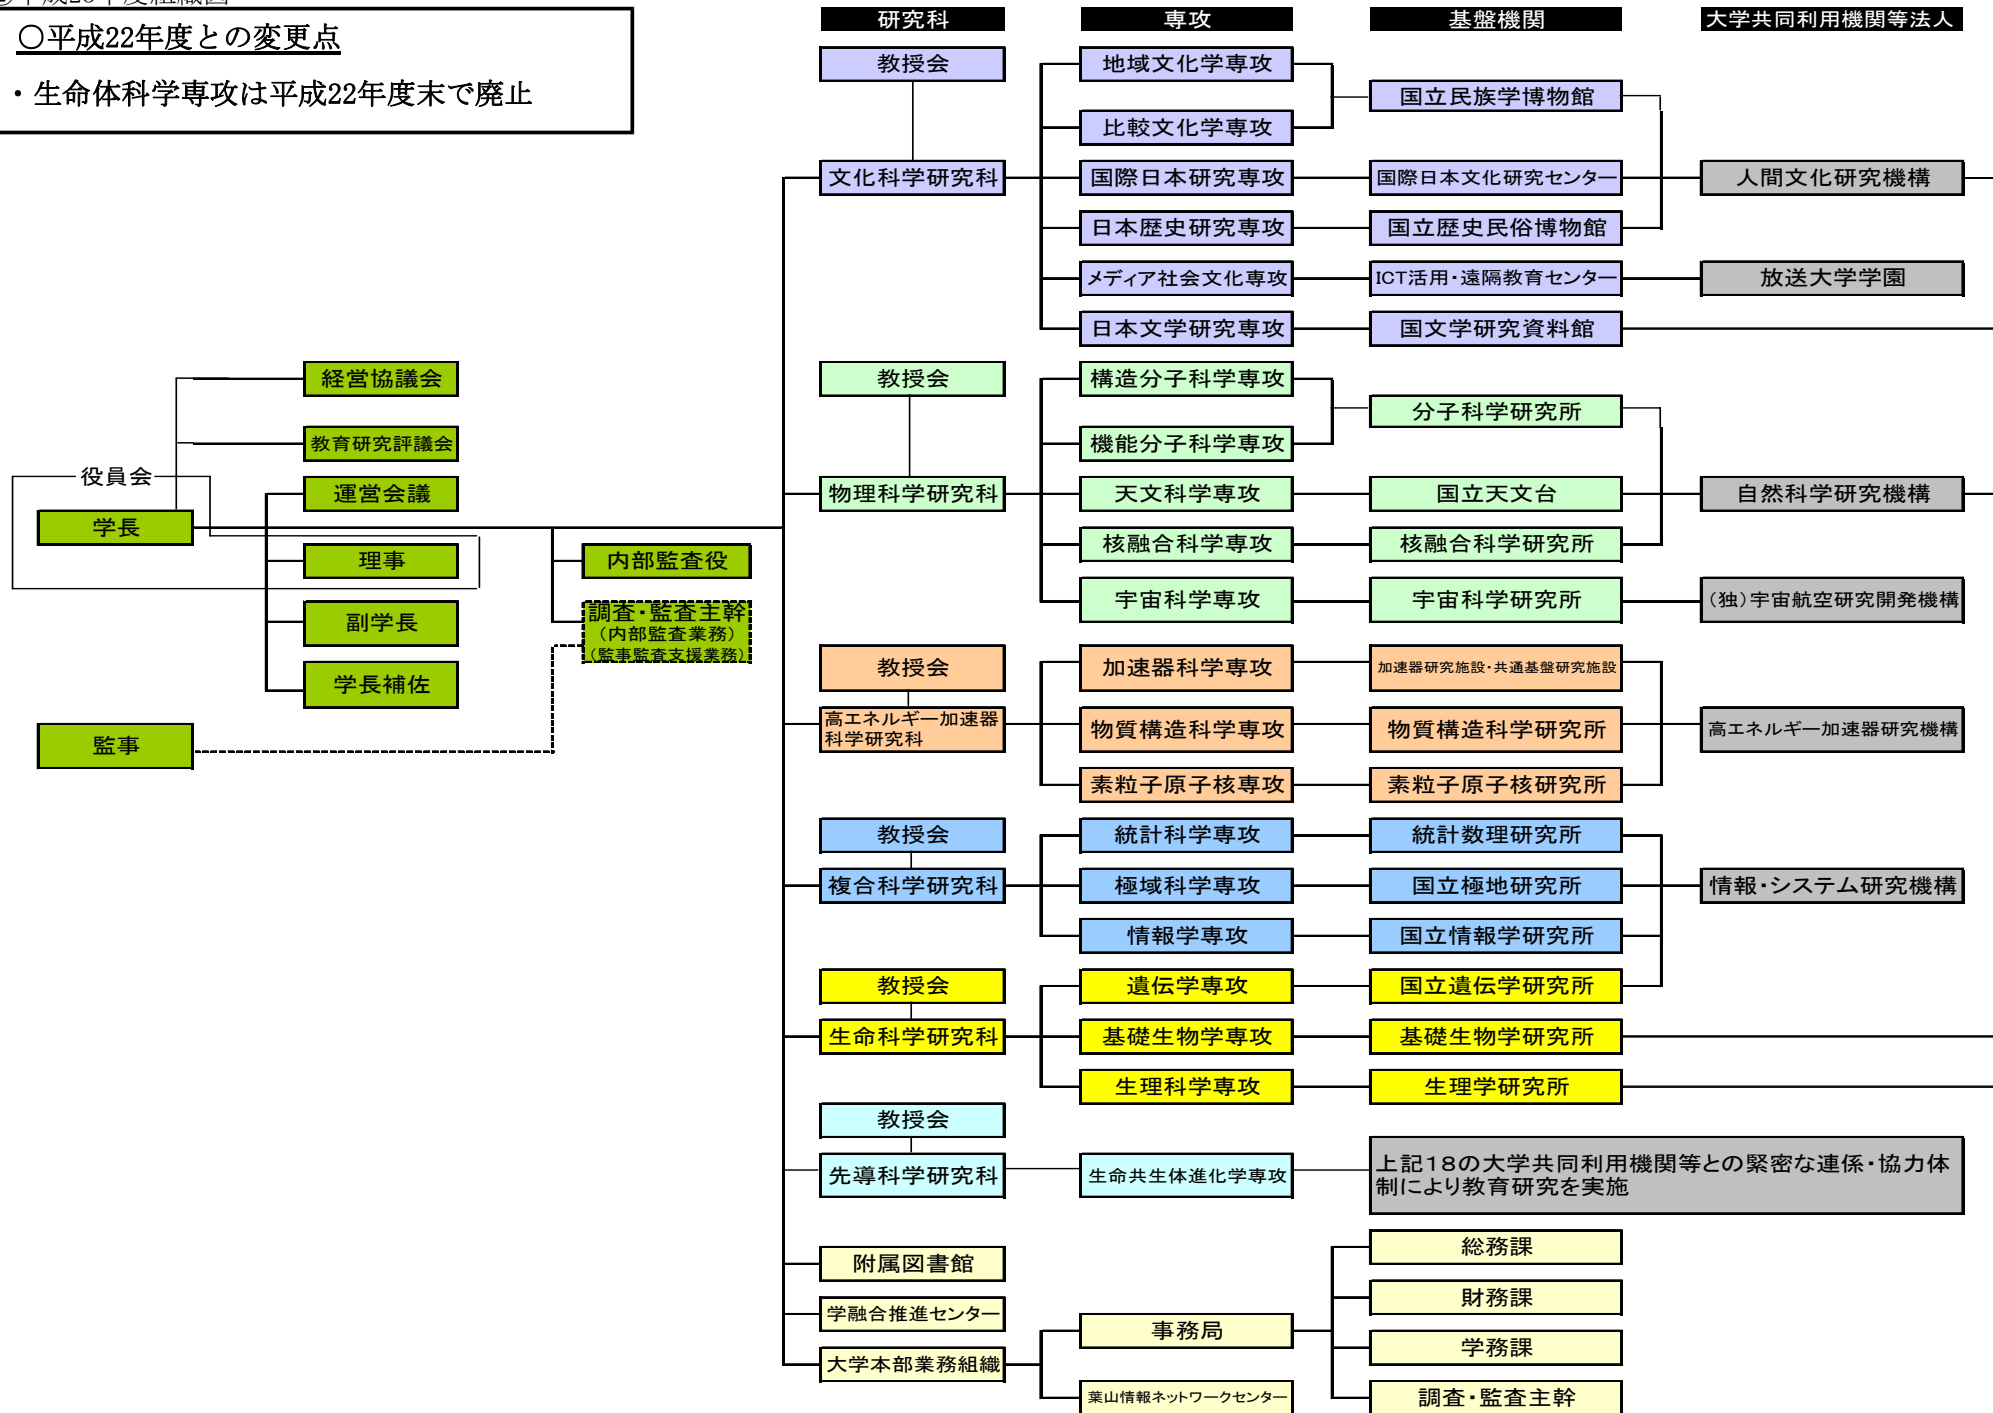 〇平成22年度との変更点
・生命体科学専攻は平成22年度末で廃止
研究科
専攻
基盤機関
大学共同利用機関等法人
教授会
地域文化学専攻
国立民族学博物館
比較文化学専攻
文化科学研究科
国際日本研究専攻
国際日本文化研究センター
人間文化研究機構
日本歴史研究専攻
国立歴史民俗博物館
メディア社会文化専攻
ICT活用・遠隔教育センター
放送大学学園
日本文学研究専攻
国文学研究資料館
経営協議会
教育研究評議会
役員会
運営会議
学長
理事
内部監査役
副学長
調査・監査主幹
（内部監査業務）
（監事監査支援業務）
学長補佐
監事
教授会
構造分子科学専攻
分子科学研究所
機能分子科学専攻
物理科学研究科
天文科学専攻
国立天文台
自然科学研究機構
核融合科学専攻
核融合科学研究所
宇宙科学専攻
宇宙科学研究所
（独）宇宙航空研究開発機構
教授会
加速器科学専攻
加速器研究施設・共通基盤研究施設
高エネルギー加速器
科学研究科
物質構造科学専攻
物質構造科学研究所
高エネルギー加速器研究機構
素粒子原子核専攻
素粒子原子核研究所
教授会
統計科学専攻
統計数理研究所
複合科学研究科
極域科学専攻
国立極地研究所
情報・システム研究機構
情報学専攻
国立情報学研究所
教授会
遺伝学専攻
国立遺伝学研究所
生命科学研究科
基礎生物学専攻
基礎生物学研究所
生理科学専攻
生理学研究所
教授会
先導科学研究科
生命共生体進化学専攻
上記18の大学共同利用機関等との緊密な連係・協力体
制により教育研究を実施
附属図書館
総務課
学融合推進センター
財務課
事務局
大学本部業務組織
学務課
葉山情報ネットワークセンター
調査・監査主幹